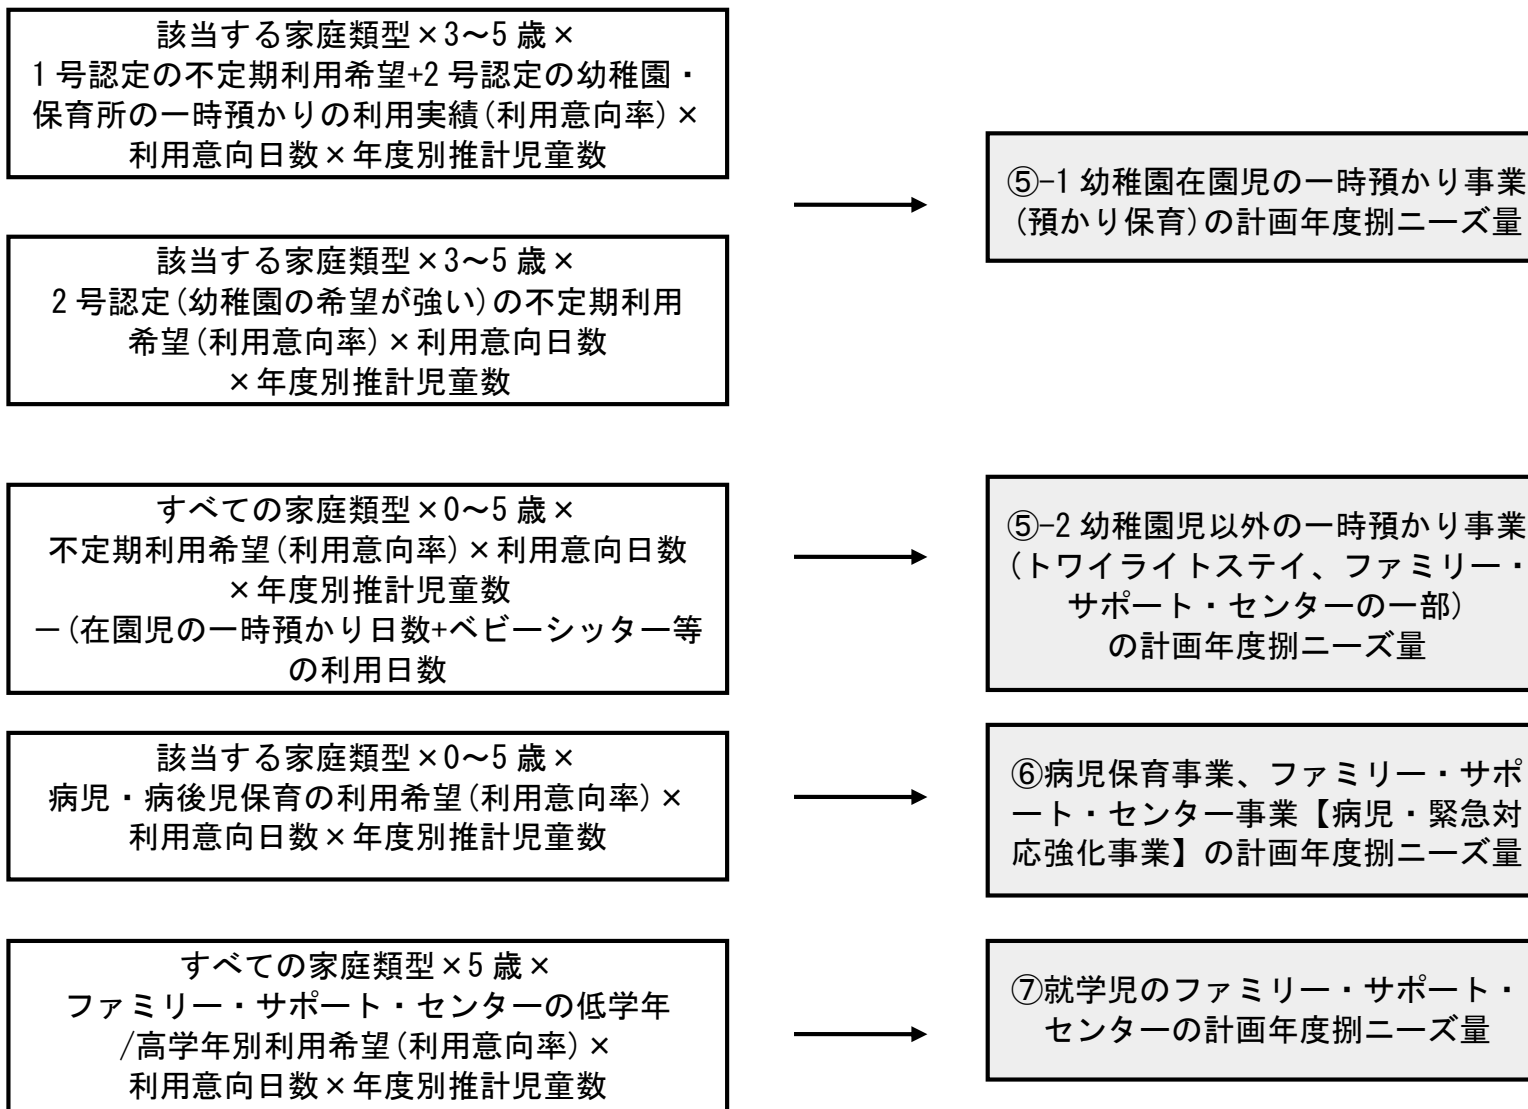 該当する家庭類型×3～5歳×
1号認定の不定期利用希望+2号認定の幼稚園・
保育所の一時預かりの利用実績(利用意向率)×
利用意向日数×年度別推計児童数
⑤-1幼稚園在園児の一時預かり事業
(預かり保育)の計画年度捌ニーズ量
該当する家庭類型×3～5歳×
2号認定(幼稚園の希望が強い)の不定期利用
希望(利用意向率)×利用意向日数
×年度別推計児童数
すべての家庭類型×0～5歳×
不定期利用希望(利用意向率)×利用意向日数
×年度別推計児童数
－(在園児の一時預かり日数+ベビーシッター等
の利用日数
⑤-2幼稚園児以外の一時預かり事業
(トワイライトステイ、ファミリー・
サポート・センターの一部)
の計画年度捌ニーズ量
該当する家庭類型×0～5歳×
病児・病後児保育の利用希望(利用意向率)×
利用意向日数×年度別推計児童数
⑥病児保育事業、ファミリー・サポ
ート・センター事業【病児・緊急対
応強化事業】の計画年度捌ニーズ量
すべての家庭類型×5歳×
ファミリー・サポート・センターの低学年
/高学年別利用希望(利用意向率)×
利用意向日数×年度別推計児童数
⑦就学児のファミリー・サポート・
センターの計画年度捌ニーズ量